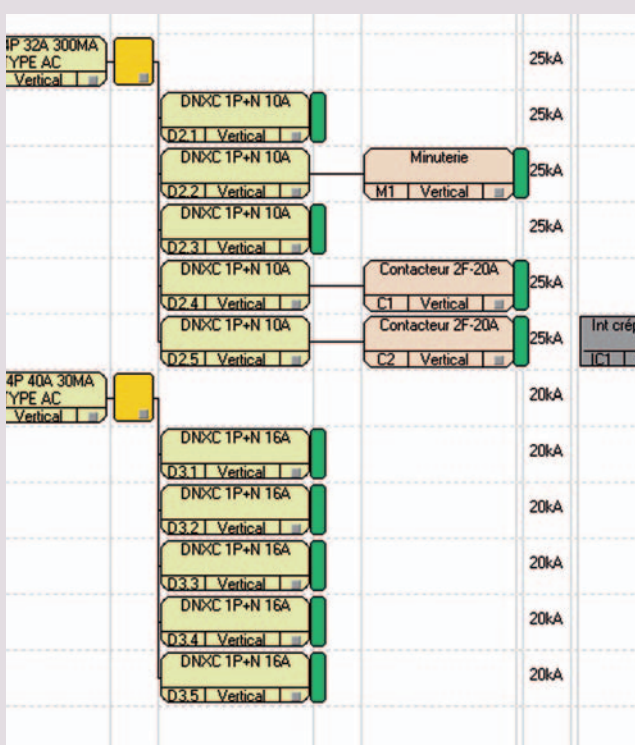 4P 32A 300MA
TYPE AC
Vertical
25kA
DNXC 1P+N 10A
D2.1 Vertical
25kA
DNXC 1P+N 10A
D2.2 Vertical
Minuterie
M1 Vertical
25kA
DNXC 1P+N 10A
D2.3 Vertical
25kA
DNXC 1P+N 10A
D2.4 Vertical
Contacteur 2F-20A
C1 Vertical
25kA
DNXC 1P+N 10A
D2.5 Vertical
Contacteur 2F-20A
C2 Vertical
25kA
Int crép
IC1
4P 40A 30MA
TYPE AC
Vertical
20kA
DNXC 1P+N 16A
D3.1 Vertical
20kA
DNXC 1P+N 16A
D3.2 Vertical
20kA
DNXC 1P+N 16A
D3.3 Vertical
20kA
DNXC 1P+N 16A
D3.4 Vertical
20kA
DNXC 1P+N 16A
D3.5 Vertical
20kA